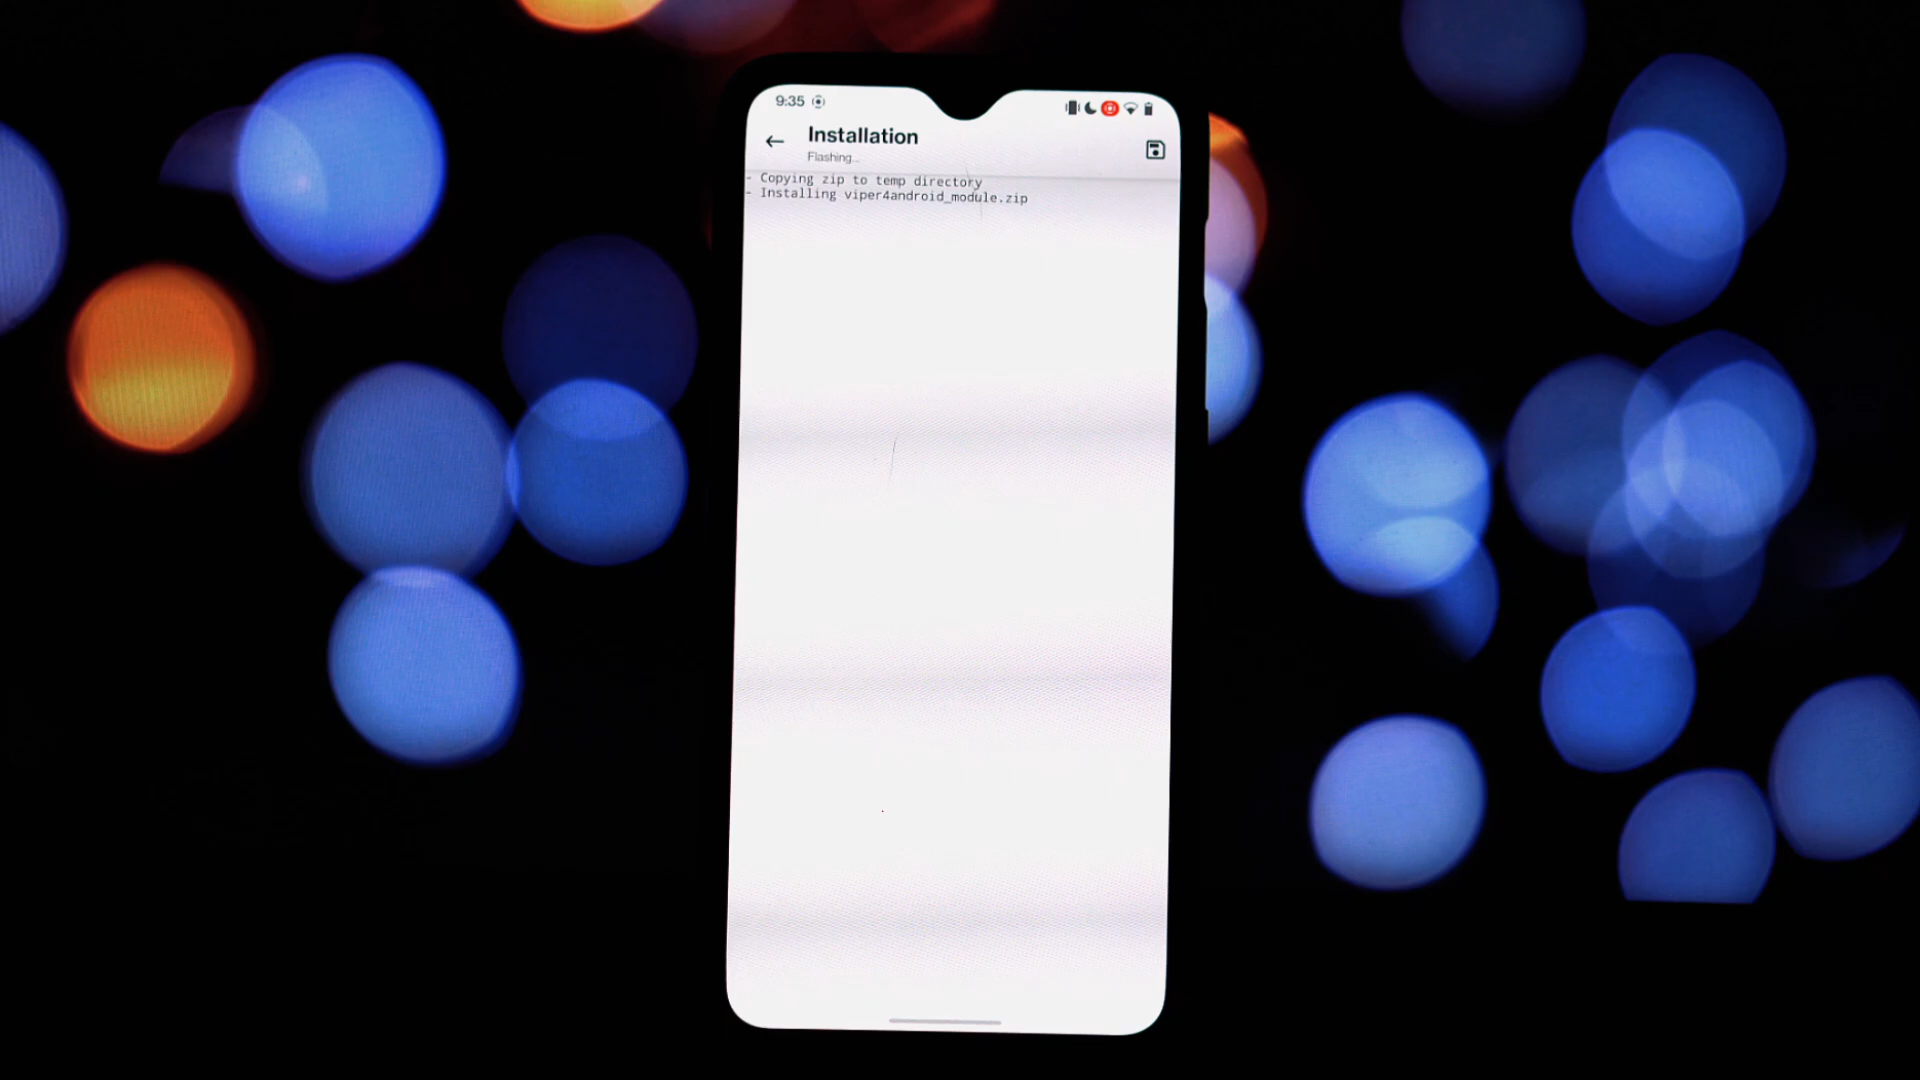 9:35
Installation
Flashing...
- Copying zip to temp directory
- Installing viper4android_module.zip